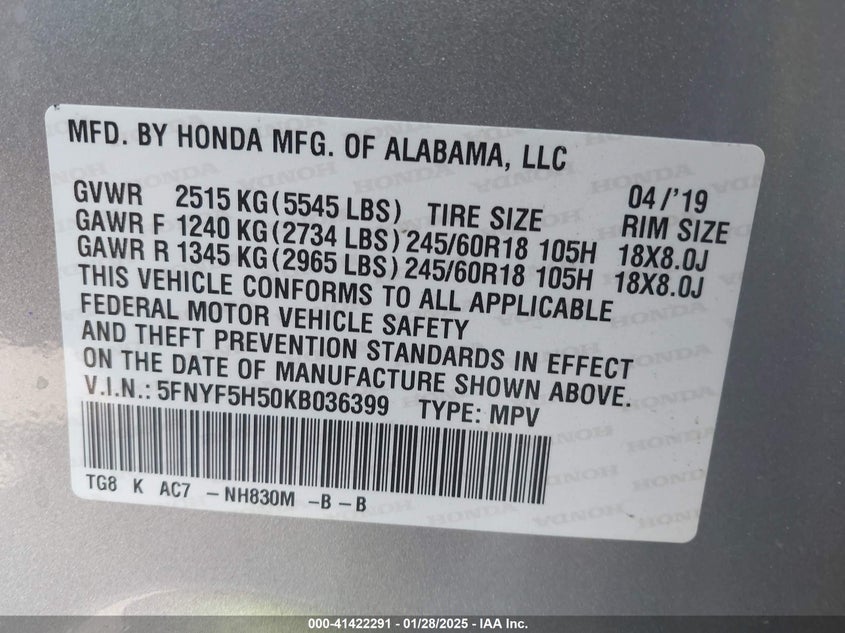 MFD. BY HONDA MFG. OF ALABAMA, LLC
GVWR 2515 KG (5545 LBS) TIRE SIZE 04/'19 RIM SIZE
GAWR F 1240 KG (2734 LBS) 245/60R18 105H 18X8.0J
GAWR R 1345 KG (2965 LBS) 245/60R18 105H 18X8.0J
THIS VEHICLE CONFORMS TO ALL APPLICABLE
FEDERAL MOTOR VEHICLE SAFETY
AND THEFT PREVENTION STANDARDS IN EFFECT
ON THE DATE OF MANUFACTURE SHOWN ABOVE.
V.I.N.: 5FNYF5H50KB036399 TYPE: MPV
TG8 K AC7 -NH830M -B-B
000-41422291 - 01/28/2025 - IAA Inc.